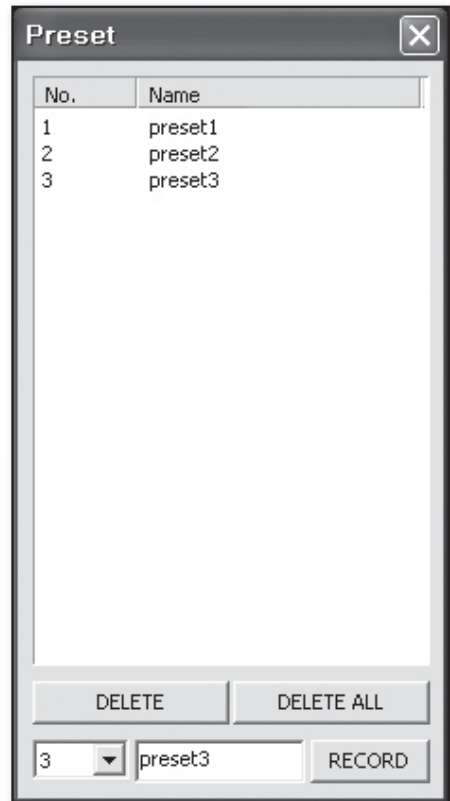 Preset
No. Name
1 preset1
2 preset2
3 preset3
DELETE DELETE ALL
3 preset3 RECORD